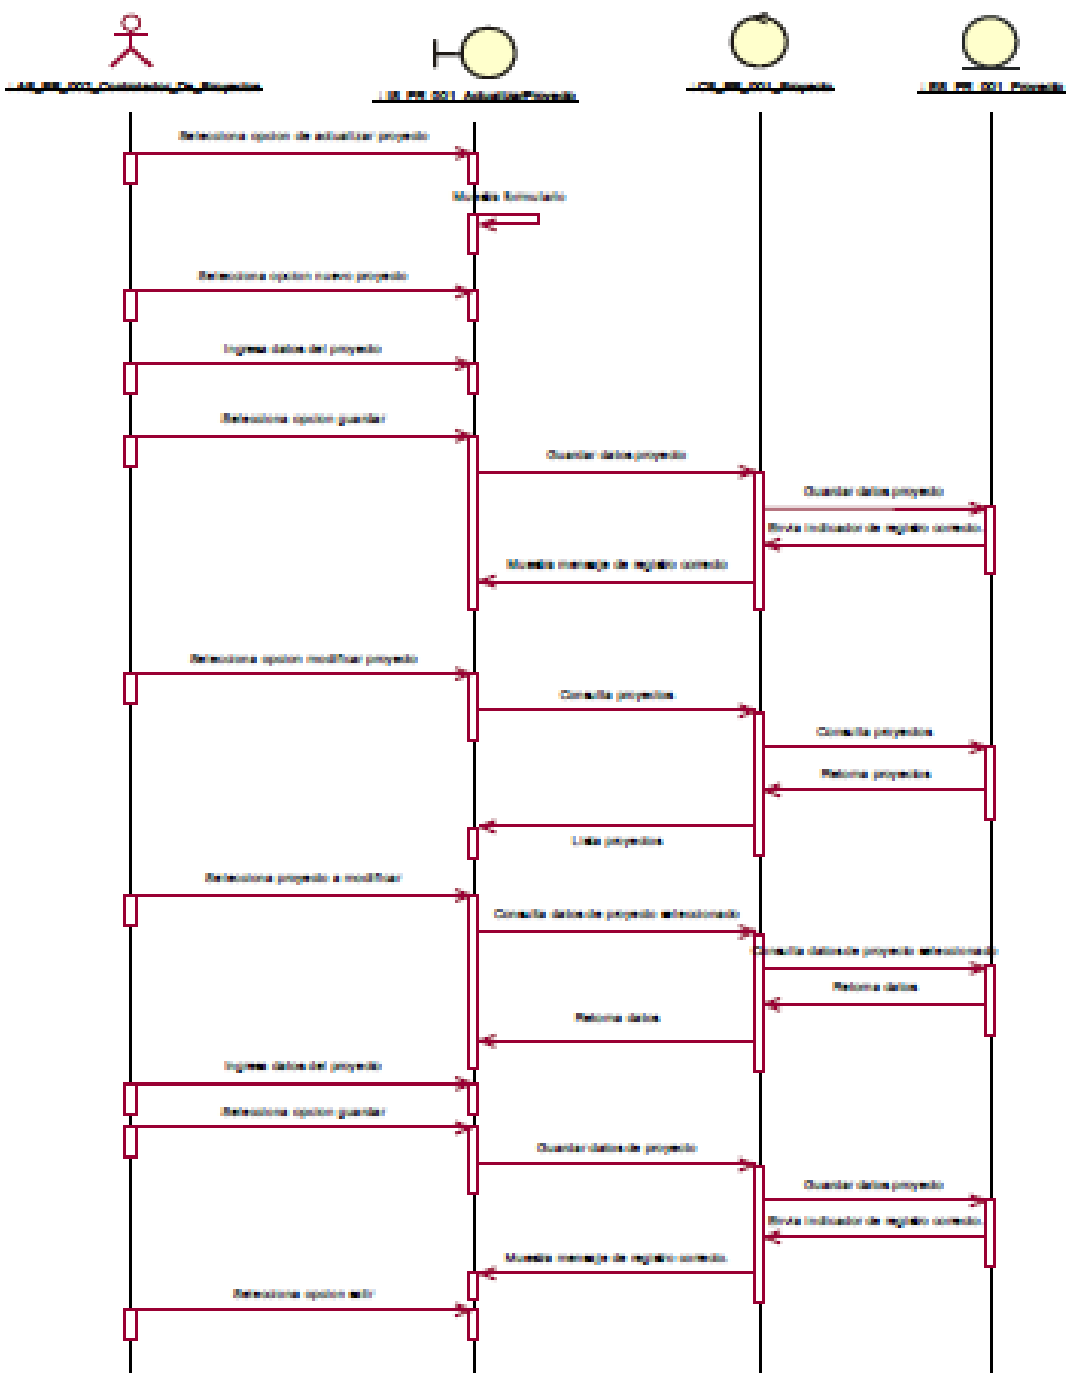 : AS_PR_002_Controlador_De_Proyectos
: IS_PR_001_ActualizarProyecto
: CS_PR_001_Proyecto
: ES_PR_001_Proyecto
Selecciona opcion de actualizar proyecto
Muestra formulario
Selecciona opcion nuevo proyecto
Ingresa datos del proyecto
Selecciona opcion guardar
Guardar datos proyecto
Guardar datos proyecto
Envia indicador de registro correcto.
Muestra mensaje de registro correcto
Selecciona opcion modificar proyecto
Consulta proyectos
Consulta proyectos
Retorna proyectos
Lista proyectos
Selecciona proyecto a modificar
Consulta datos de proyecto seleccionado
Consulta datos de proyecto seleccionado
Retorna datos
Retorna datos
Ingresa datos del proyecto
Selecciona opcion guardar
Guardar datos de proyecto
Guardar datos proyecto
Envia indicador de registro correcto.
Muestra mensaje de registro correcto.
Selecciona opcion salir